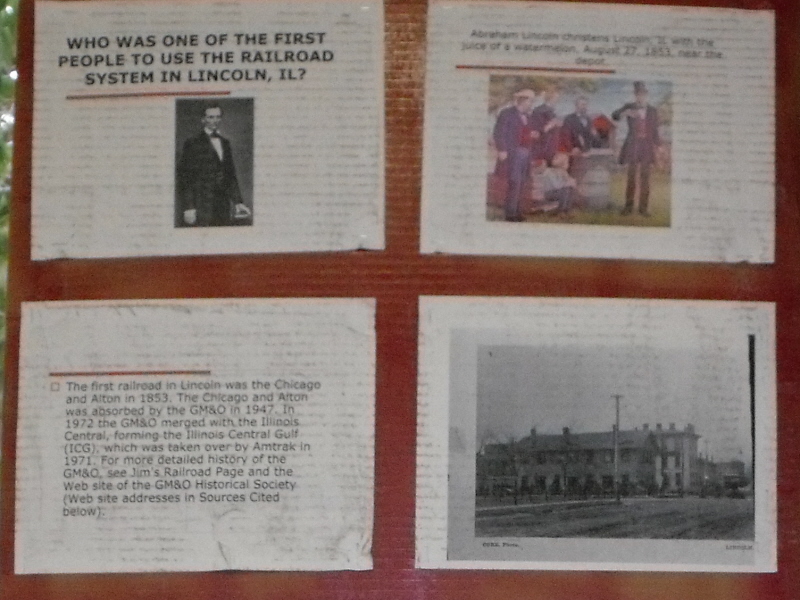 WHO WAS ONE OF THE FIRST
PEOPLE TO USE THE RAILROAD
SYSTEM IN LINCOLN, IL?
Abraham Lincoln christens Lincoln, IL with the
juice of a watermelon, August 27, 1853, near the
depot.
□ The first railroad in Lincoln was the Chicago
and Alton in 1853. The Chicago and Alton
was absorbed by the GM&O in 1947. In
1972 the GM&O merged with the Illinois
Central, forming the Illinois Central Gulf
(ICG), which was taken over by Amtrak in
1971. For more detailed history of the
GM&O, see Jim's Railroad Page and the
Web site of the GM&O Historical Society
(Web site addresses in Sources Cited
below).
Photo.
LINCOLN